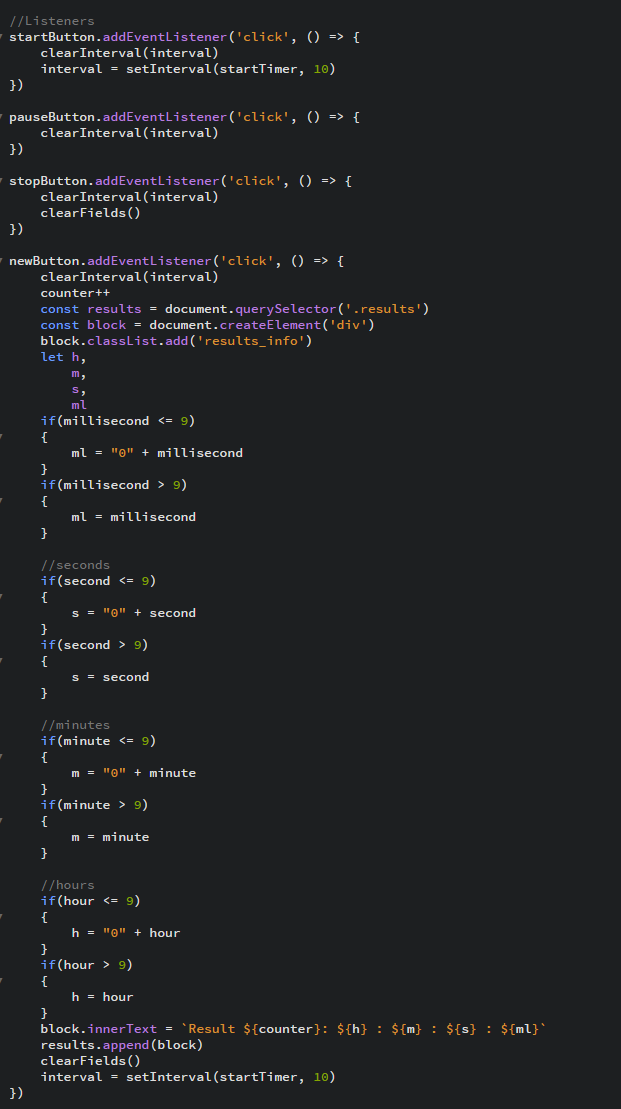 //Listeners
startButton.addEventListener('click', () => {
    clearInterval(interval)
    interval = setInterval(startTimer, 10)
})

pauseButton.addEventListener('click', () => {
    clearInterval(interval)
})

stopButton.addEventListener('click', () => {
    clearInterval(interval)
    clearFields()
})

newButton.addEventListener('click', () => {
    clearInterval(interval)
    counter++
    const results = document.querySelector('.results')
    const block = document.createElement('div')
    block.classList.add('results_info')
    let h,
        m,
        s,
        ml
    if(millisecond <= 9)
    {
        ml = "0" + millisecond
    }
    if(millisecond > 9)
    {
        ml = millisecond
    }

    //seconds
    if(second <= 9)
    {
        s = "0" + second
    }
    if(second > 9)
    {
        s = second
    }

    //minutes
    if(minute <= 9)
    {
        m = "0" + minute
    }
    if(minute > 9)
    {
        m = minute
    }

    //hours
    if(hour <= 9)
    {
        h = "0" + hour
    }
    if(hour > 9)
    {
        h = hour
    }
    block.innerText = `Result ${counter}: ${h} : ${m} : ${s} : ${ml}`
    results.append(block)
    clearFields()
    interval = setInterval(startTimer, 10)
})